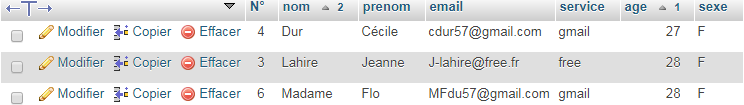 N° nom 2 prenom email service age 1 sexe
Modifier Copier Effacer 4 Dur Cécile cdur57@gmail.com gmail 27 F
Modifier Copier Effacer 3 Lahire Jeanne J-lahire@free.fr free 28 F
Modifier Copier Effacer 6 Madame Flo MFdu57@gmail.com gmail 28 F